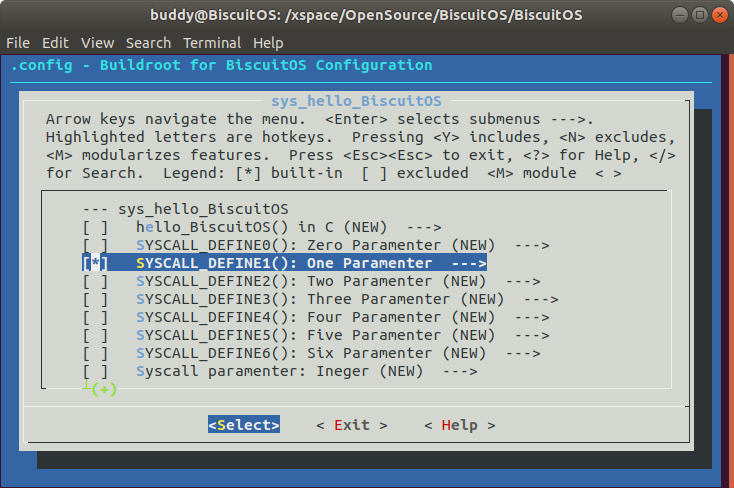 buddy@BiscuitOS: /xspace/OpenSource/BiscuitOS/BiscuitOS
File Edit View Search Terminal Help
.config - Buildroot for BiscuitOS Configuration
sys_hello_BiscuitOS
Arrow keys navigate the menu. <Enter> selects submenus --->.
Highlighted letters are hotkeys. Pressing <Y> includes, <N> excludes,
<M> modularizes features. Press <Esc><Esc> to exit, <?> for Help, </>
for Search. Legend: [*] built-in [ ] excluded <M> module < >
--- sys_hello_BiscuitOS
[ ] hello_BiscuitOS() in C (NEW) --->
[ ] SYSCALL_DEFINE0(): Zero Paramenter (NEW) --->
[*] SYSCALL_DEFINE1(): One Paramenter --->
[ ] SYSCALL_DEFINE2(): Two Paramenter (NEW) --->
[ ] SYSCALL_DEFINE3(): Three Paramenter (NEW) --->
[ ] SYSCALL_DEFINE4(): Four Paramenter (NEW) --->
[ ] SYSCALL_DEFINE5(): Five Paramenter (NEW) --->
[ ] SYSCALL_DEFINE6(): Six Paramenter (NEW) --->
[ ] Syscall paramenter: Ineger (NEW) --->
(+)
<Select> < Exit > < Help >